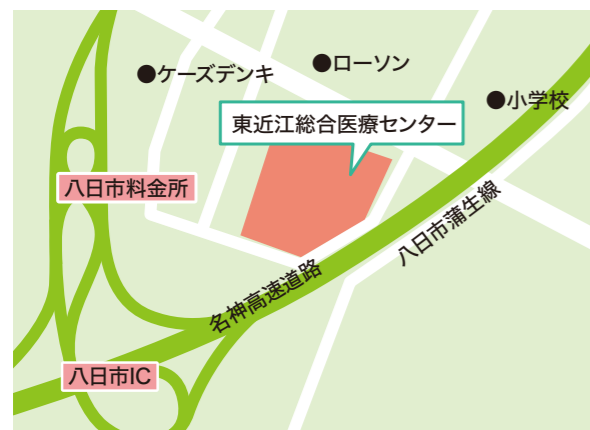 ●ケーズデンキ
●ローソン
●小学校
東近江総合医療センター
八日市料金所
八日市蒲生線
名神高速道路
八日市IC